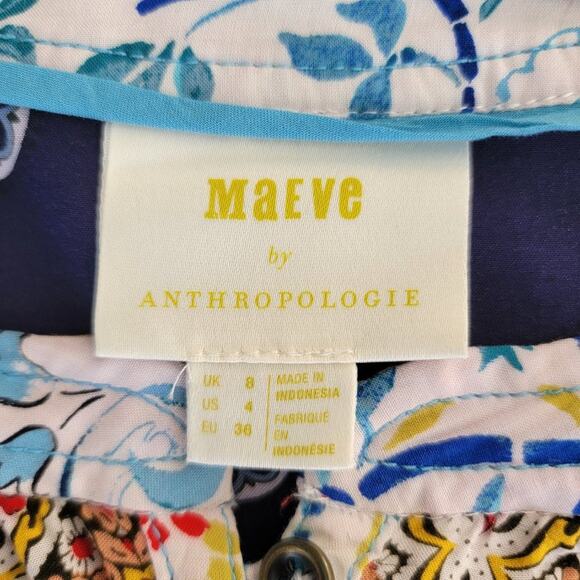 MaEVe
by
ANTHROPOLOGIE
UK 8
US 4
EU 36
MADE IN
INDONESIA
FABRIQUÉ
EN
INDONÉSIE